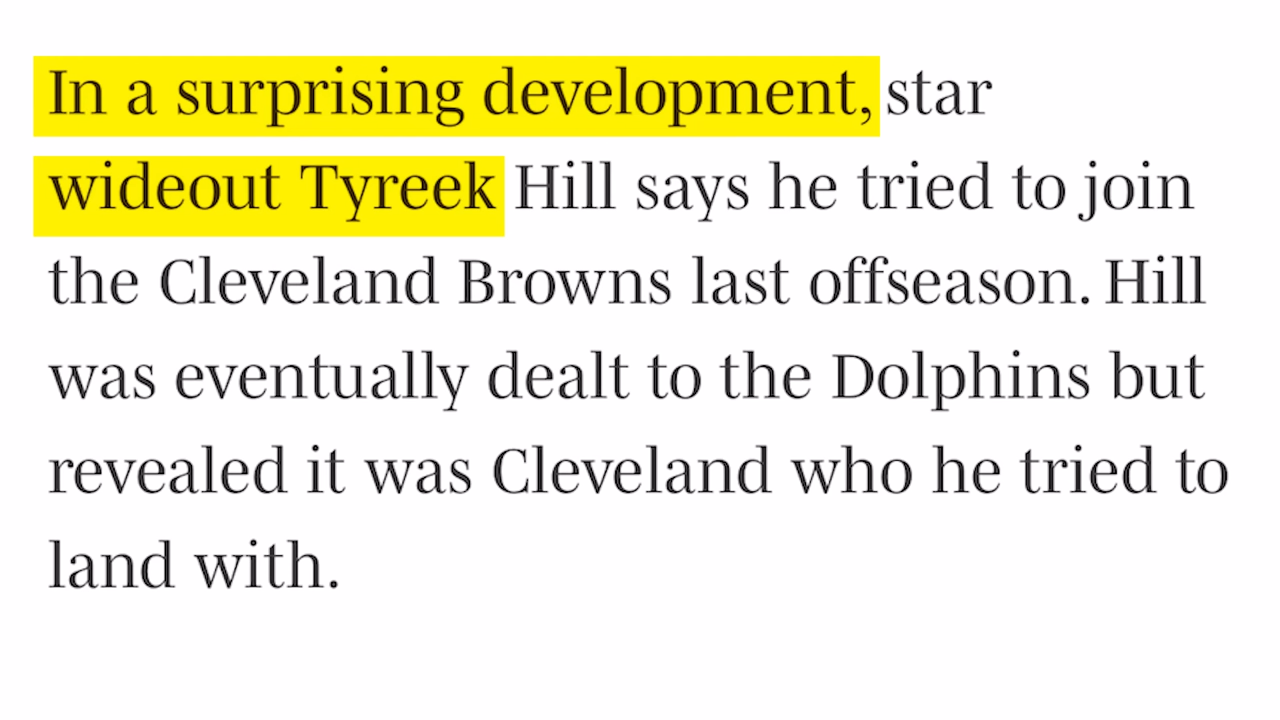 In a surprising development, star
wideout Tyreek Hill says he tried to join
the Cleveland Browns last offseason. Hill
was eventually dealt to the Dolphins but
revealed it was Cleveland who he tried to
land with.